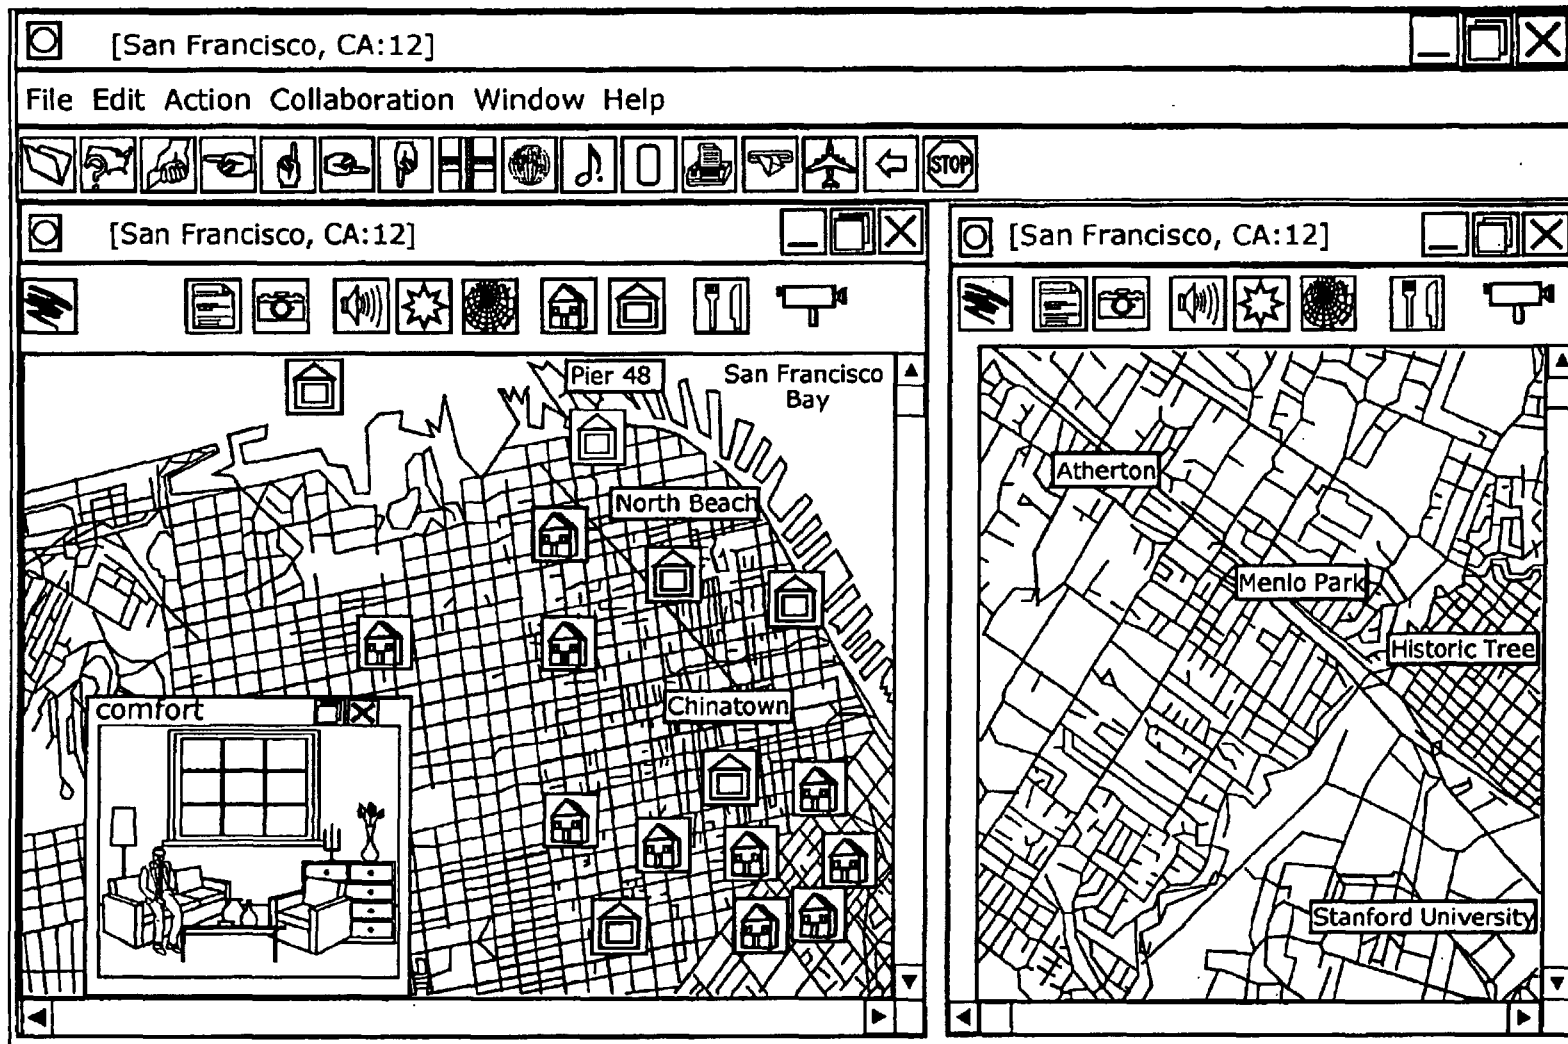 [San Francisco, CA:12]
File Edit Action Collaboration Window Help
STOP
[San Francisco, CA:12]
Pier 48
San Francisco
Bay
North Beach
Chinatown
comfort
[San Francisco, CA:12]
Atherton
Menlo Park
Historic Tree
Stanford University